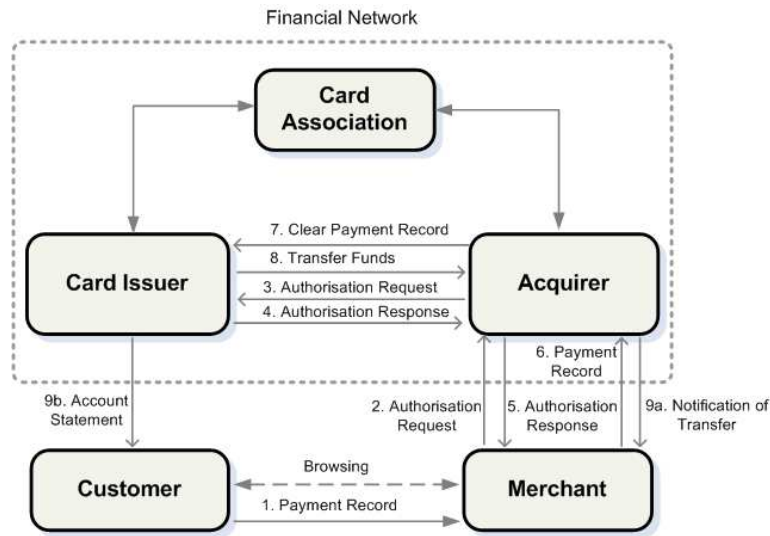 Financial Network
Card
Association
7. Clear Payment Record
8. Transfer Funds
Card Issuer
Acquirer
3. Authorisation Request
4. Authorisation Response
6. Payment
Record
9b. Account
Statement
2. Authorisation
Request
5. Authorisation
Response
9a. Notification of
Transfer
Browsing
Customer
Merchant
1. Payment Record